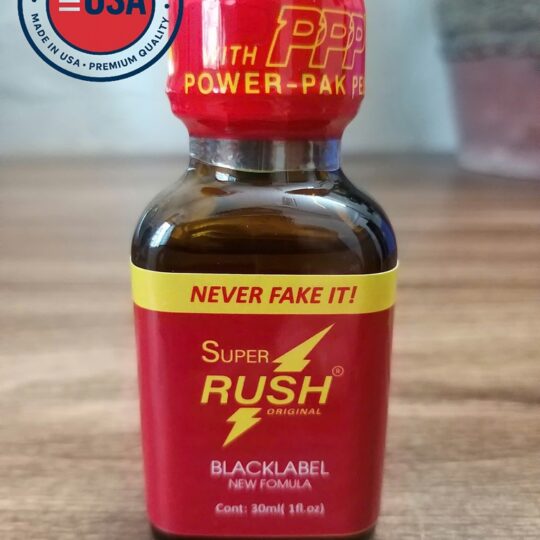 USA
MADE IN USA • PREMIUM QUALITY •
WITH PPP
POWER-PAK PE
NEVER FAKE IT!
SUPER
RUSH®
ORIGINAL
BLACKLABEL
NEW FOMULA
Cont: 30ml( 1fl.oz)